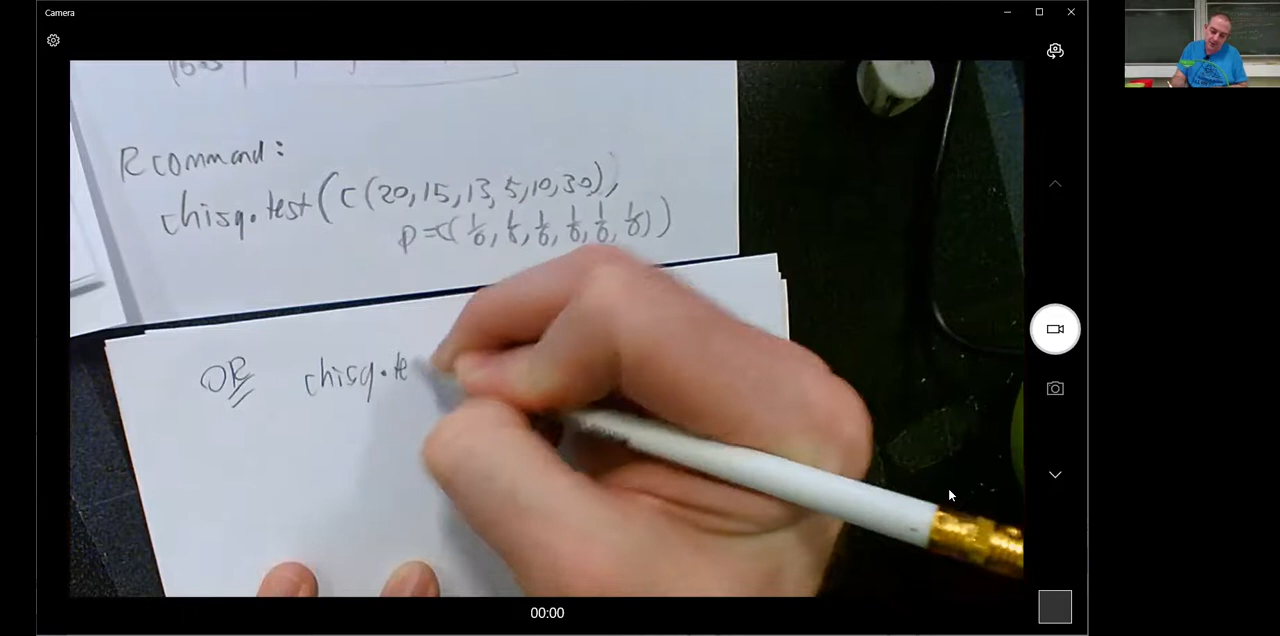 Camera
R command:
chisq.test(c(20,15,13,5,10,30),
p=c(1/6,1/6,1/6,1/6,1/6,1/6))
OR chisq.te
00:00